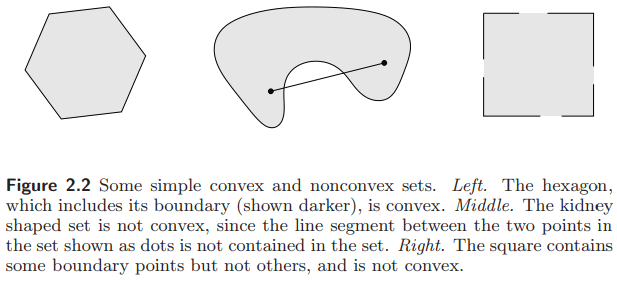 Figure 2.2 Some simple convex and nonconvex sets. Left. The hexagon,
which includes its boundary (shown darker), is convex. Middle. The kidney
shaped set is not convex, since the line segment between the two points in
the set shown as dots is not contained in the set. Right. The square contains
some boundary points but not others, and is not convex.